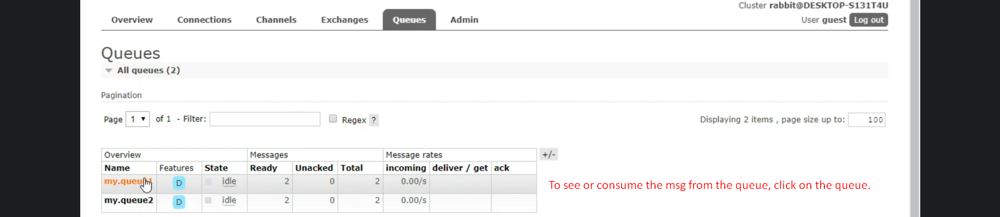 Cluster rabbit@DESKTOP-S131T4U
Overview Connections Channels Exchanges Queues Admin User guest Log out
Queues
All queues (2)
Pagination
Page 1 of 1 - Filter: Regex ? Displaying 2 items , page size up to: 100
Overview Messages Message rates +/-
Name Features State Ready Unacked Total incoming deliver / get ack
my.queue1 D idle 2 0 2 0.00/s To see or consume the msg from the queue, click on the queue.
my.queue2 D idle 2 0 2 0.00/s